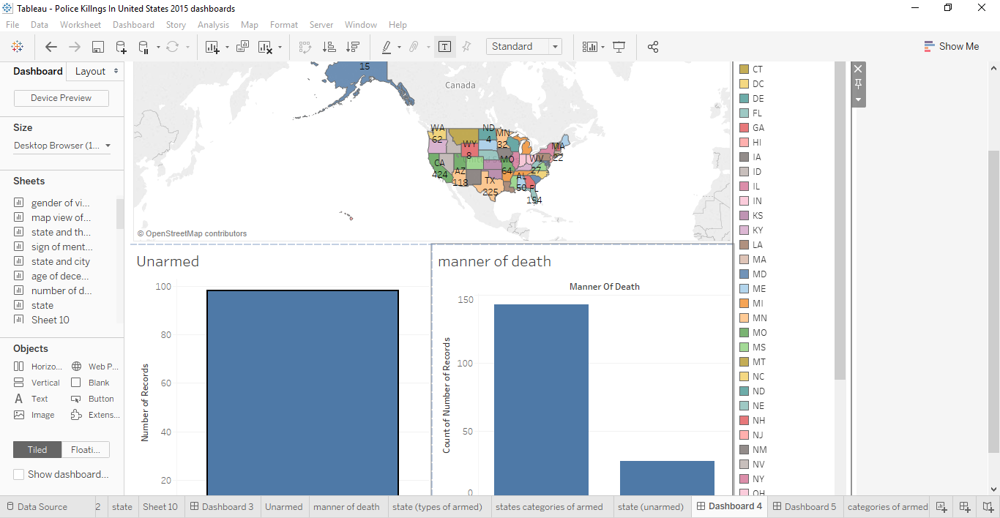 Tableau - Police Killngs In United States 2015 dashboards
File Data Worksheet Dashboard Story Analysis Map Format Server Window Help
Standard
Show Me
Dashboard Layout
Device Preview
Size
Desktop Browser (1...
Sheets
gender of vi...
map view of...
state and th...
sign of ment...
state and city
age of dece...
number of d...
state
Sheet 10
Objects
Horizo... Web P...
Vertical Blank
Text Button
Image Extens...
Tiled Floati...
Show dashboard...
15
Canada
WA
62
ND
4
MN
32
WY
8
MA
22
CA
424
MO
64
WV
27
AZ
118
AL
50
FL
154
TX
225
© OpenStreetMap contributors
Unarmed
100
80
60
40
20
Number of Records
manner of death
Manner Of Death
150
100
50
0
Count of Number of Records
CT
DC
DE
FL
GA
HI
IA
ID
IL
IN
KS
KY
LA
MA
MD
ME
MI
MN
MO
MS
MT
NC
ND
NE
NH
NJ
NM
NV
NY
OH
Data Source 2 state Sheet 10 Dashboard 3 Unarmed manner of death state (types of armed) states categories of armed state (unarmed) Dashboard 4 Dashboard 5 categories of armed